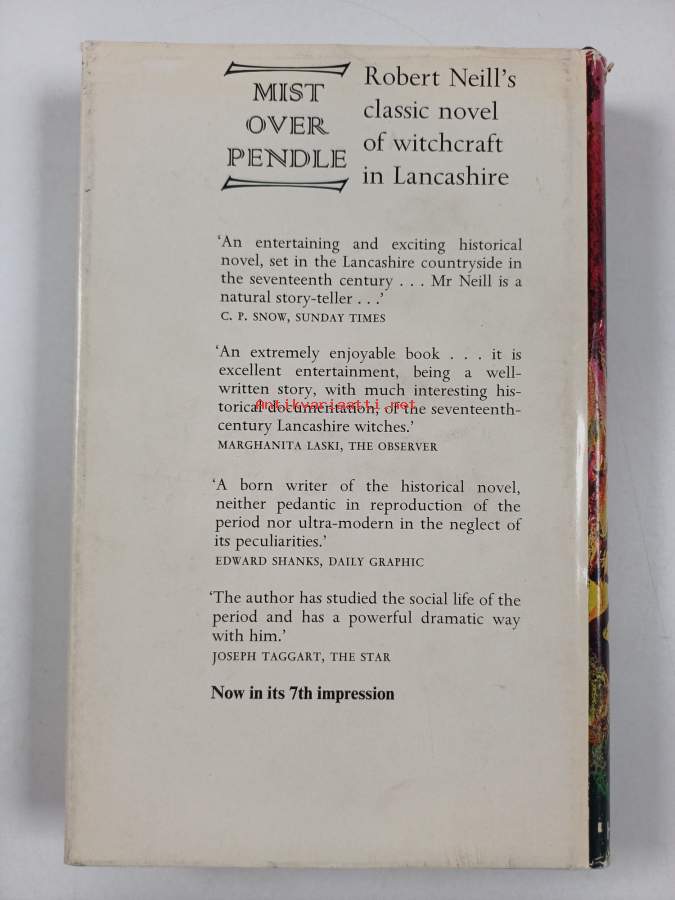 MIST
OVER
PENDLE
Robert Neill's
classic novel
of witchcraft
in Lancashire
'An entertaining and exciting historical
novel, set in the Lancashire countryside in
the seventeenth century . . . Mr Neill is a
natural story-teller . . .'
C. P. SNOW, SUNDAY TIMES
'An extremely enjoyable book . . . it is
excellent entertainment, being a well-
written story, with much interesting his-
torical documentation, of the seventeenth-
Antikvariaatti.net
century Lancashire witches.'
MARGHANITA LASKI, THE OBSERVER
'A born writer of the historical novel,
neither pedantic in reproduction of the
period nor ultra-modern in the neglect of
its peculiarities.'
EDWARD SHANKS, DAILY GRAPHIC
'The author has studied the social life of the
period and has a powerful dramatic way
with him.'
JOSEPH TAGGART, THE STAR
Now in its 7th impression